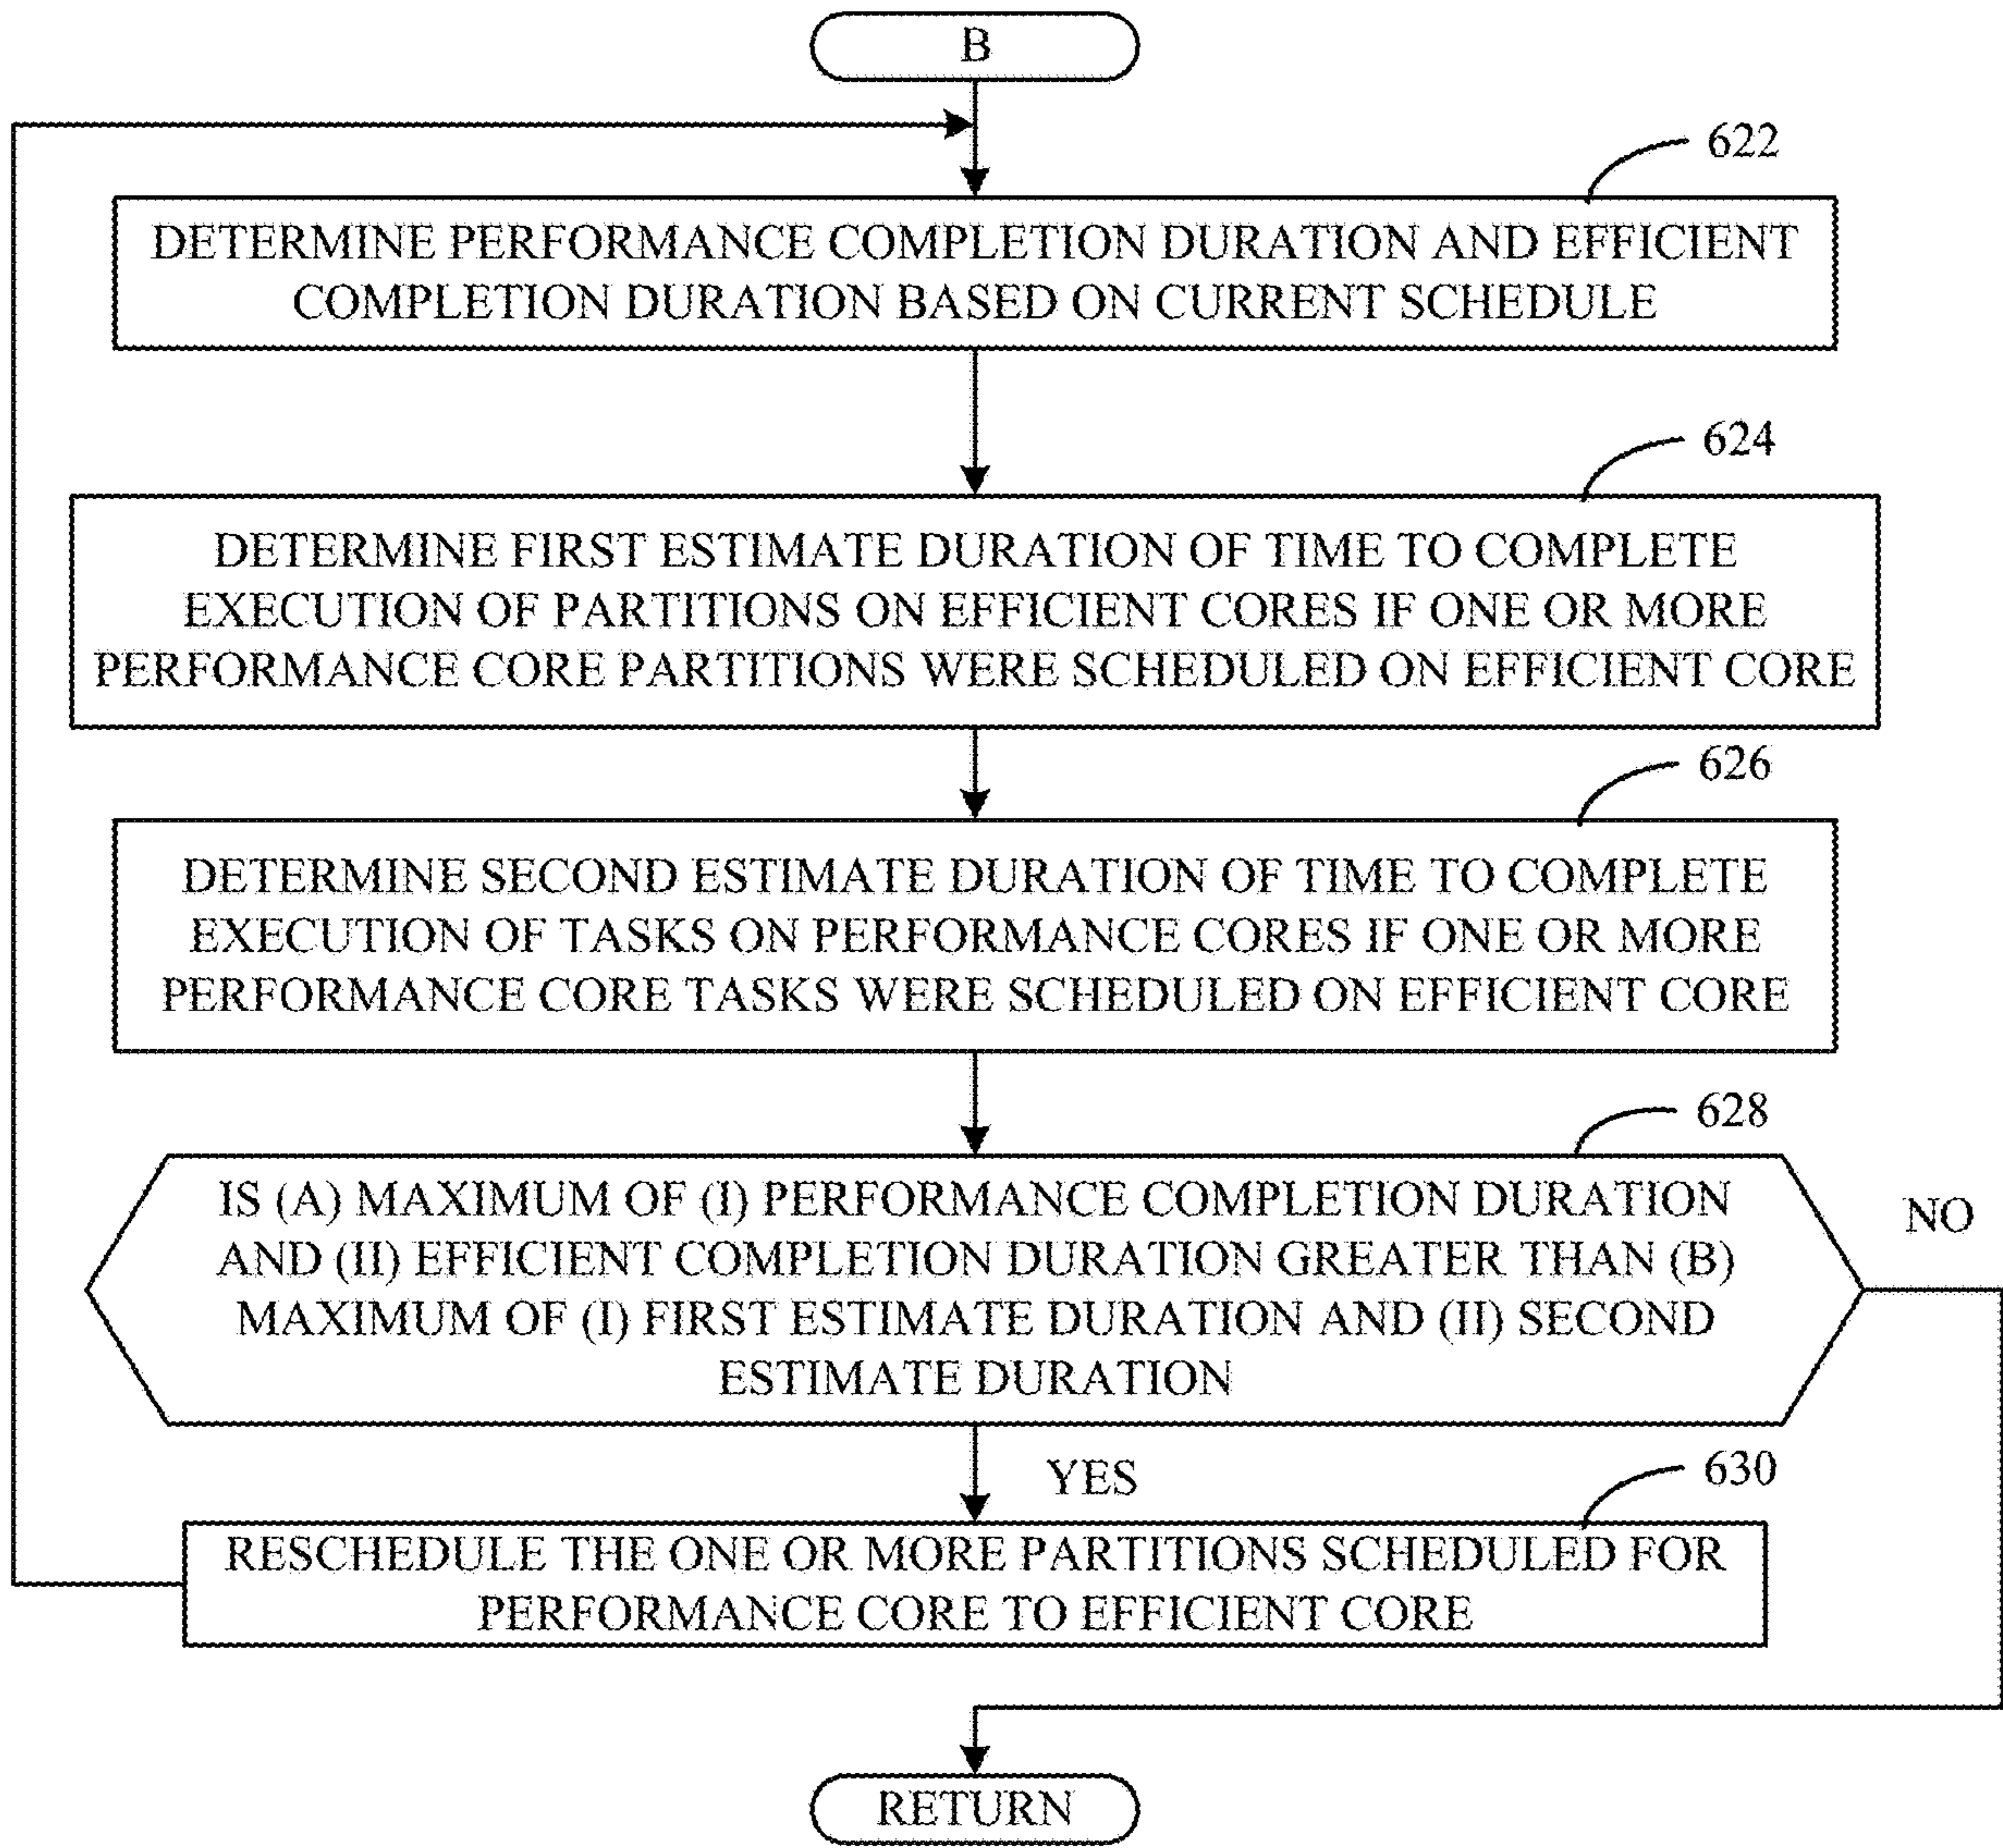 B
622
DETERMINE PERFORMANCE COMPLETION DURATION AND EFFICIENT
COMPLETION DURATION BASED ON CURRENT SCHEDULE
624
DETERMINE FIRST ESTIMATE DURATION OF TIME TO COMPLETE
EXECUTION OF PARTITIONS ON EFFICIENT CORES IF ONE OR MORE
PERFORMANCE CORE PARTITIONS WERE SCHEDULED ON EFFICIENT CORE
626
DETERMINE SECOND ESTIMATE DURATION OF TIME TO COMPLETE
EXECUTION OF TASKS ON PERFORMANCE CORES IF ONE OR MORE
PERFORMANCE CORE TASKS WERE SCHEDULED ON EFFICIENT CORE
628
IS (A) MAXIMUM OF (I) PERFORMANCE COMPLETION DURATION
AND (II) EFFICIENT COMPLETION DURATION GREATER THAN (B)
MAXIMUM OF (I) FIRST ESTIMATE DURATION AND (II) SECOND
ESTIMATE DURATION
NO
YES
630
RESCHEDULE THE ONE OR MORE PARTITIONS SCHEDULED FOR
PERFORMANCE CORE TO EFFICIENT CORE
RETURN